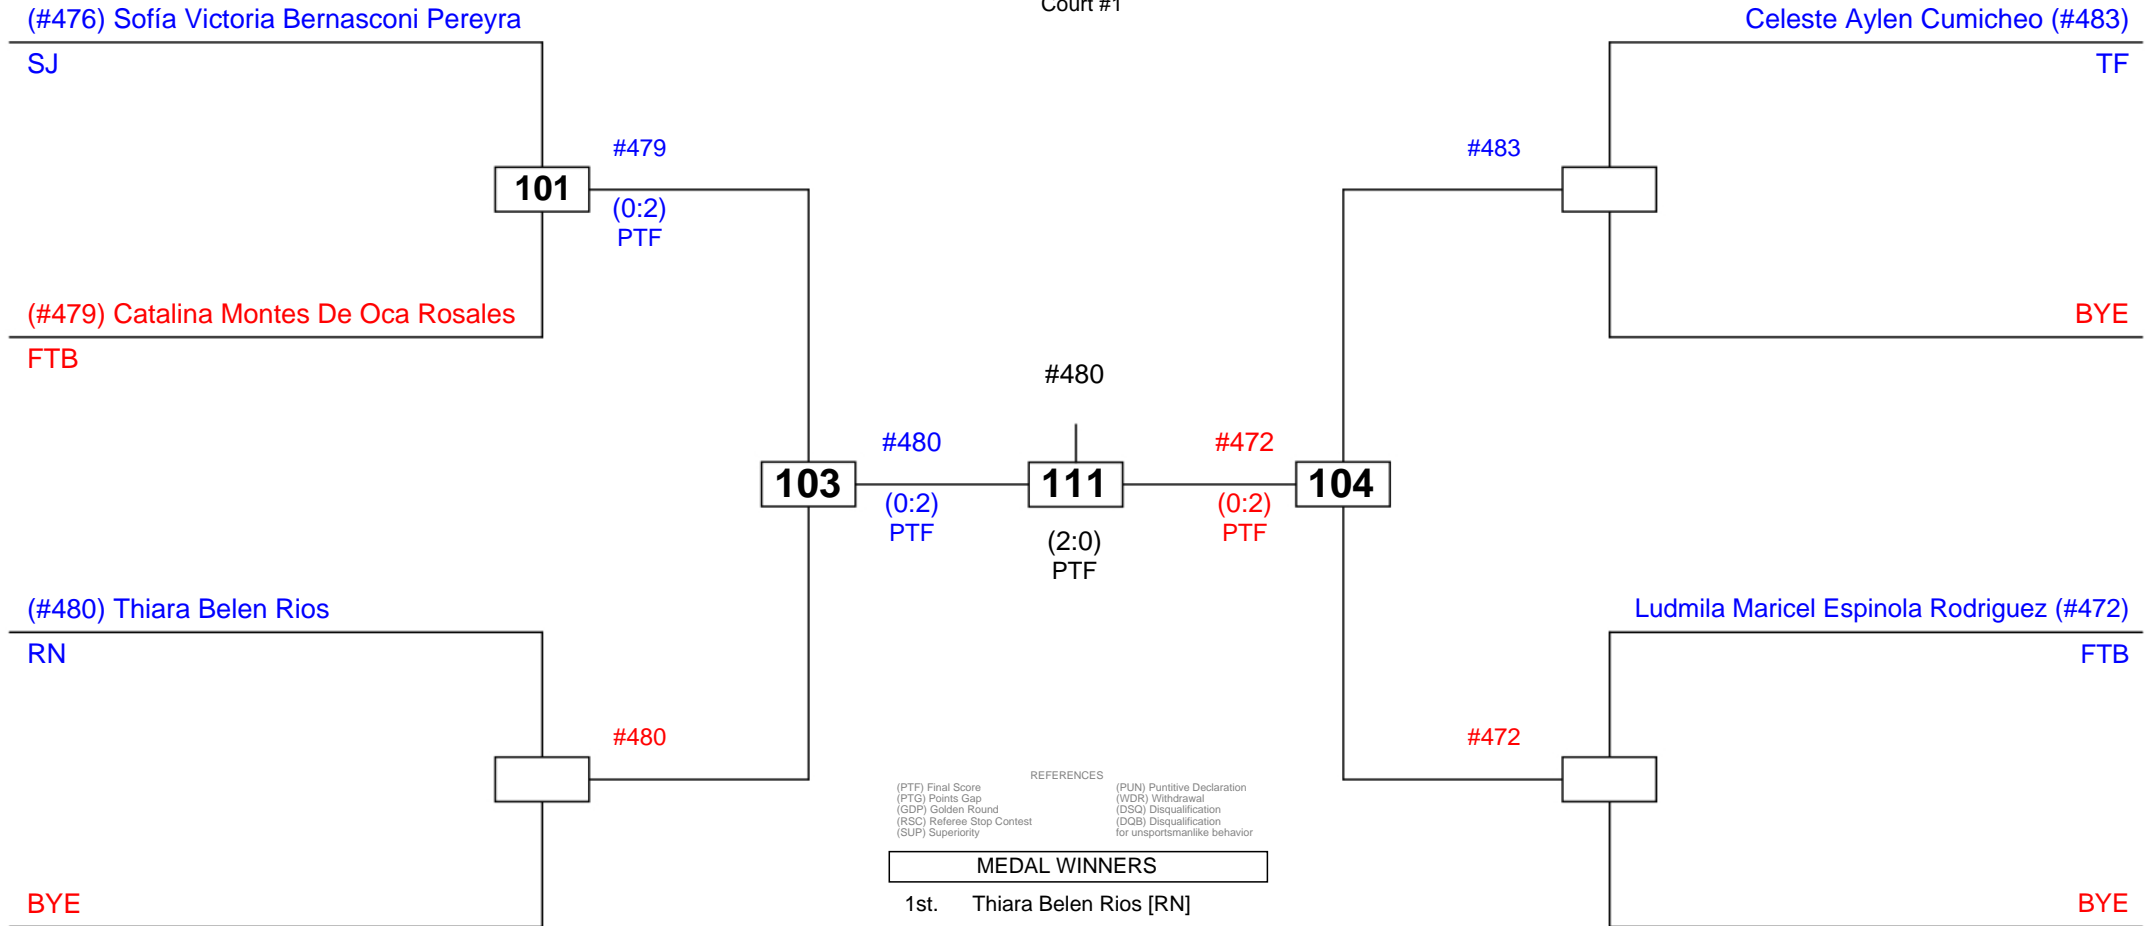 Court #1
(#476) Sofía Victoria Bernasconi Pereyra
SJ
Celeste Aylen Cumicheo (#483)
TF
#479
101
(0:2)
PTF
#483
(#479) Catalina Montes De Oca Rosales
FTB
BYE
#480
#480
103
(0:2)
PTF
111
(2:0)
PTF
#472
104
(0:2)
PTF
(#480) Thiara Belen Rios
RN
Ludmila Maricel Espinola Rodriguez (#472)
FTB
#480
#472
REFERENCES
(PTF) Final Score
(PTG) Points Gap
(GDP) Golden Round
(RSC) Referee Stop Contest
(SUP) Superiority
(PUN) Puntitive Declaration
(WDR) Withdrawal
(DSQ) Disqualification
(DQB) Disqualification
for unsportsmanlike behavior
MEDAL WINNERS
1st. Thiara Belen Rios [RN]
BYE
BYE